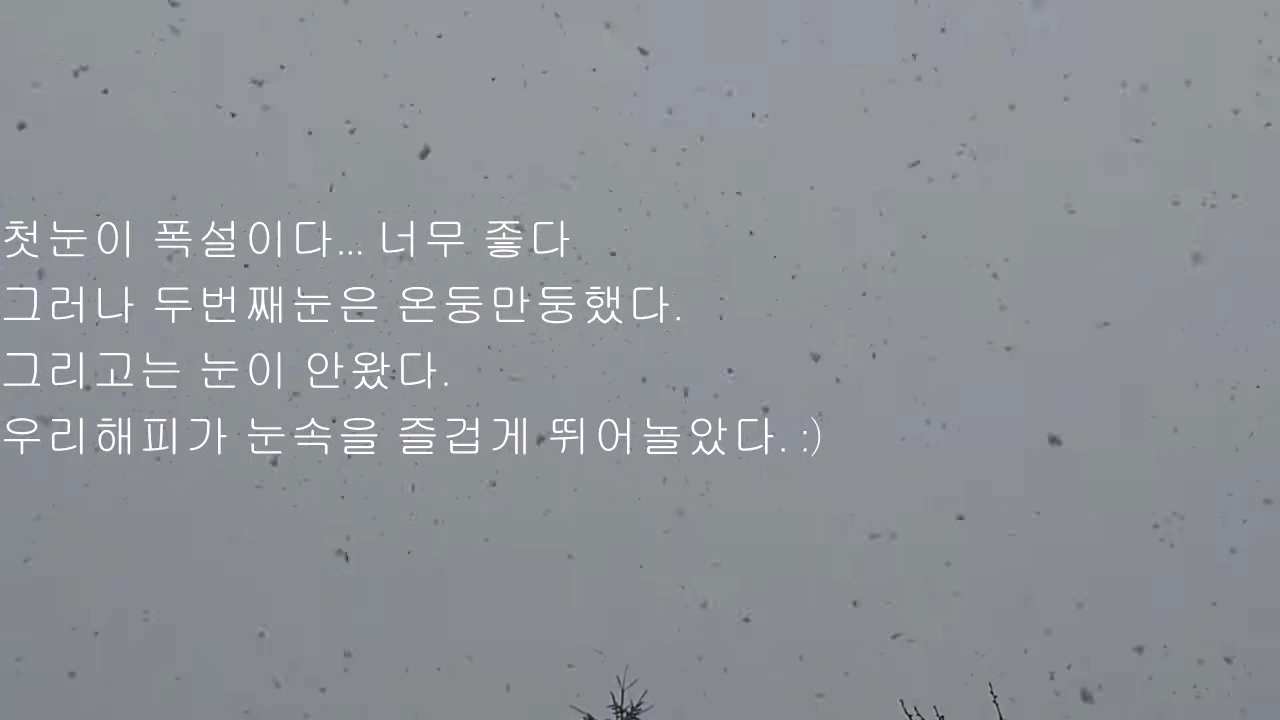 첫눈이 폭설이다... 너무 좋다
그러나 두번째눈은 온둥만둥했다.
그리고는 눈이 안왔다.
우리해피가 눈속을 즐겁게 뛰어놀았다. :)